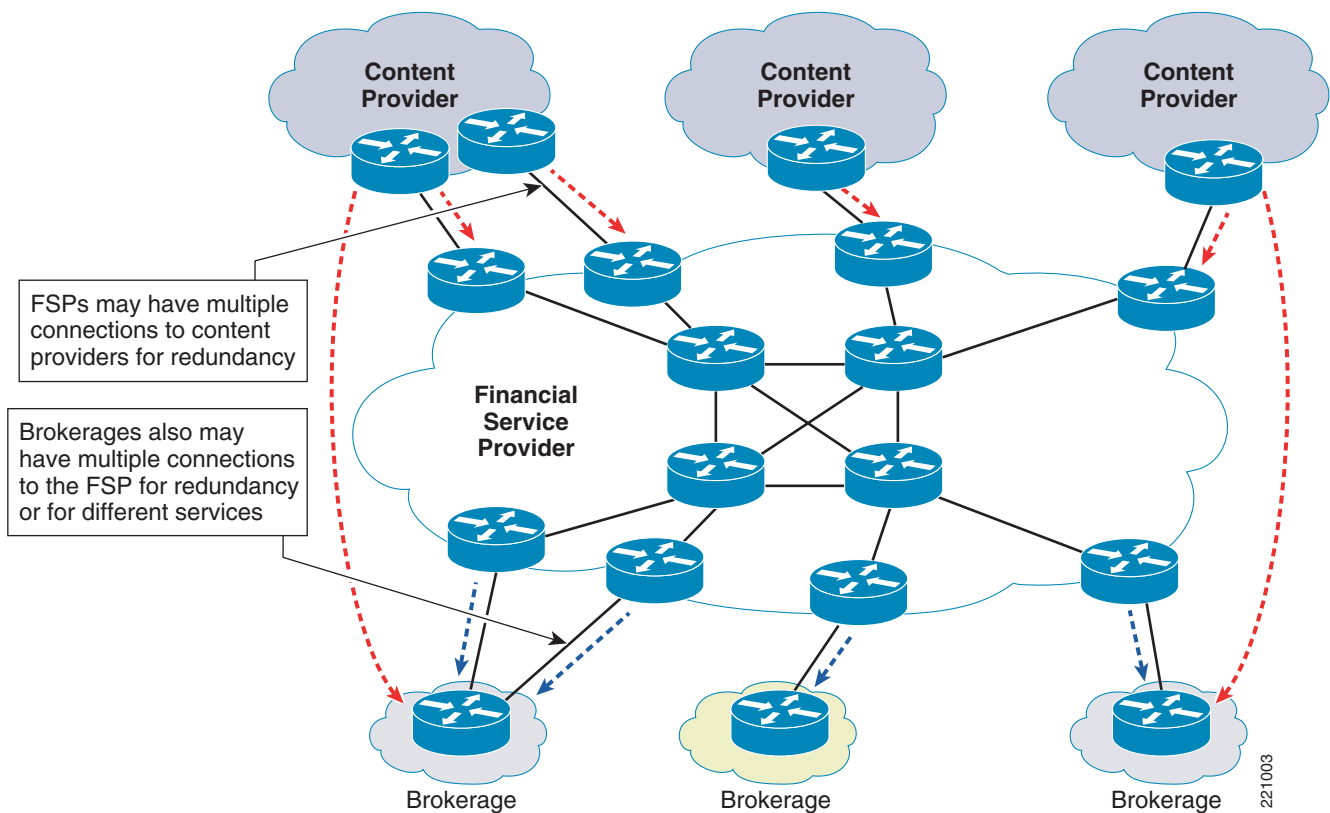 Content
Provider
Content
Provider
Content
Provider
FSPs may have multiple
connections to content
providers for redundancy
Financial
Service
Provider
Brokerages also may
have multiple connections
to the FSP for redundancy
or for different services
Brokerage
Brokerage
Brokerage
221003